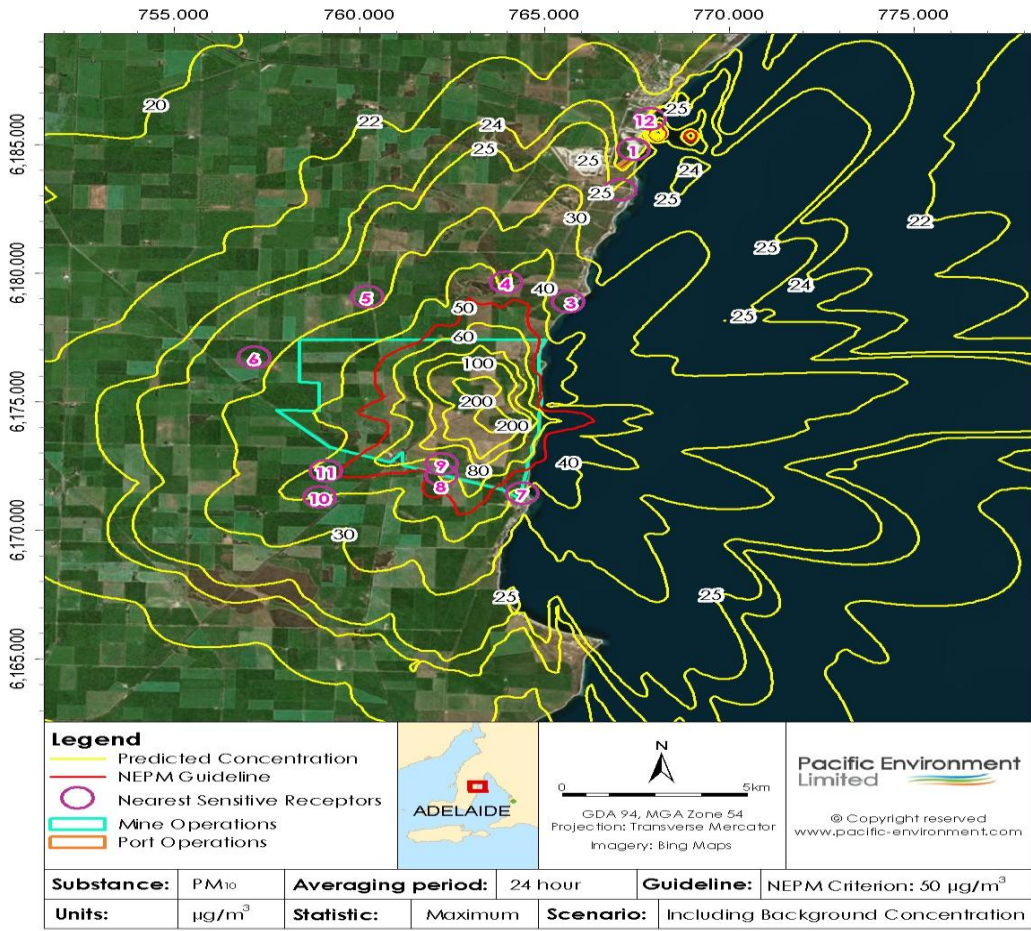 755.000 760.000 765.000 770.000 775.000
6,185.000
6,180.000
6,175.000
6,170.000
6,165.000
20
22
24
25
25
12
1
25
24
25
25
30
22
25
24
25
4
40
3
5
50
60
6
100
200
200
40
9
80
11
8
7
10
30
25
25
Legend
Predicted Concentration
NEPM Guideline
Nearest Sensitive Receptors
Mine Operations
Port Operations
ADELAIDE
N
0 5km
GDA 94, MGA Zone 54
Projection: Transverse Mercator
Imagery: Bing Maps
Pacific Environment
Limited
© Copyright reserved
www.pacific-environment.com
Substance: PM₁₀ Averaging period: 24 hour Guideline: NEPM Criterion: 50 µg/m³
Units: µg/m³ Statistic: Maximum Scenario: Including Background Concentration